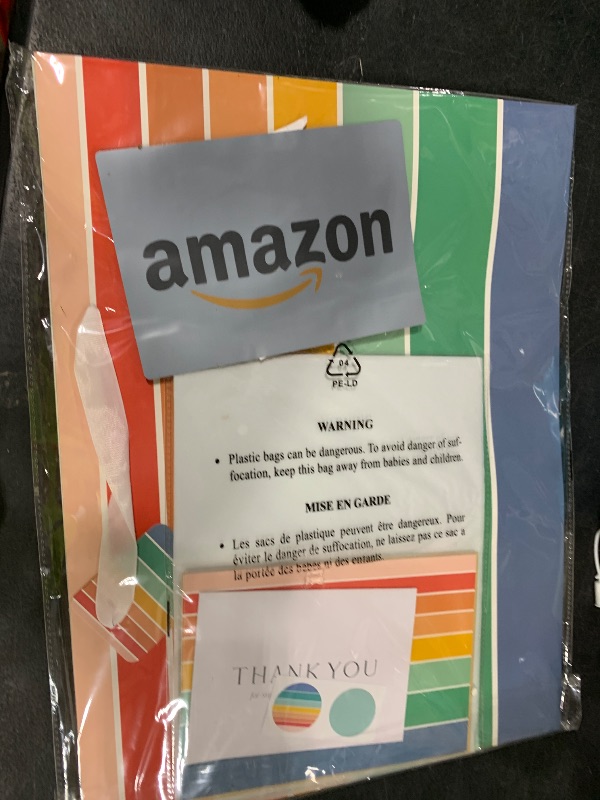 amazon
04
PE-LD
WARNING
• Plastic bags can be dangerous. To avoid danger of suf-
focation, keep this bag away from babies and children.
MISE EN GARDE
• Les sacs de plastique peuvent être dangereux. Pour
éviter le danger de suffocation, ne laissez pas ce sac à
la portée des bebes ni des enfants.
THANK YOU
for